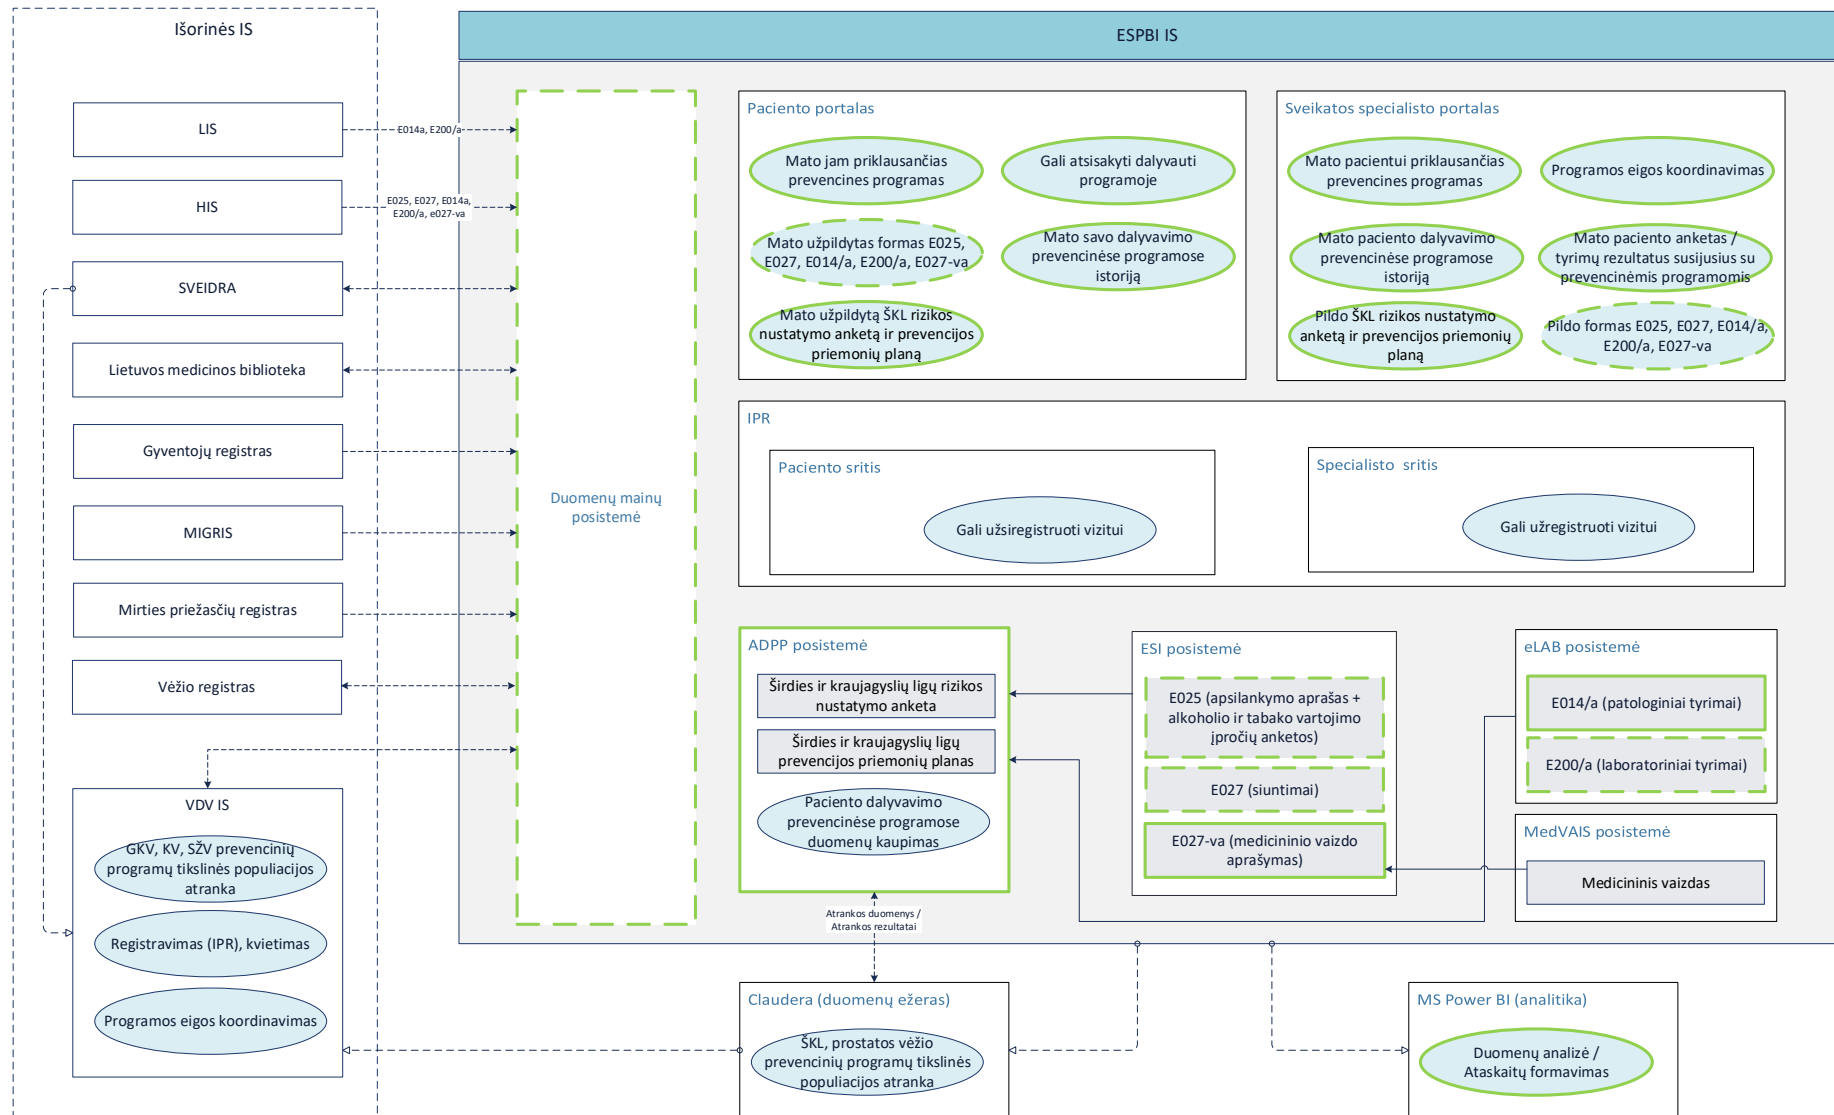 Išorinės IS
ESPBI IS
LIS
E014a, E200/a
HIS
E025, E027, E014a,
E200/a, e027-va
SVEIDRA
Lietuvos medicinos biblioteka
Gyventojų registras
MIGRIS
Mirties priežasčių registras
Vėžio registras
VDV IS
GKV, KV, SŽV prevencinių
programų tikslinės populiacijos
atranka
Registravimas (IPR), kvietimas
Programos eigos koordinavimas
Duomenų mainų
posistemė
Paciento portalas
Mato jam priklausančias
prevencines programas
Gali atsisakyti dalyvauti
programoje
Mato užpildytas formas E025,
E027, E014/a, E200/a, E027-va
Mato savo dalyvavimo
prevencinėse programose
istoriją
Mato užpildytą ŠKL rizikos
nustatymo anketą ir prevencijos
priemonių planą
Sveikatos specialisto portalas
Mato pacientui priklausančias
prevencines programas
Programos eigos koordinavimas
Mato paciento dalyvavimo
prevencinėse programose
istoriją
Mato paciento anketas /
tyrimų rezultatus susijusius su
prevencinėmis programomis
Pildo ŠKL rizikos nustatymo
anketą ir prevencijos priemonių
planą
Pildo formas E025, E027, E014/a,
E200/a, E027-va
IPR
Paciento sritis
Gali užsiregistruoti vizitui
Specialisto  sritis
Gali užregistruoti vizitui
ADPP posistemė
Širdies ir kraujagyslių ligų rizikos
nustatymo anketa
Širdies ir kraujagyslių ligų
prevencijos priemonių planas
Paciento dalyvavimo
prevencinėse programose
duomenų kaupimas
ESI posistemė
E025 (apsilankymo aprašas +
alkoholio ir tabako vartojimo
įpročių anketos)
E027 (siuntimai)
E027-va (medicininio vaizdo
aprašymas)
eLAB posistemė
E014/a (patologiniai tyrimai)
E200/a (laboratoriniai tyrimai)
MedVAIS posistemė
Medicininis vaizdas
Atrankos duomenys /
Atrankos rezultatai
Claudera (duomenų ežeras)
ŠKL, prostatos vėžio
prevencinių programų tikslinės
populiacijos atranka
MS Power BI (analitika)
Duomenų analizė /
Ataskaitų formavimas